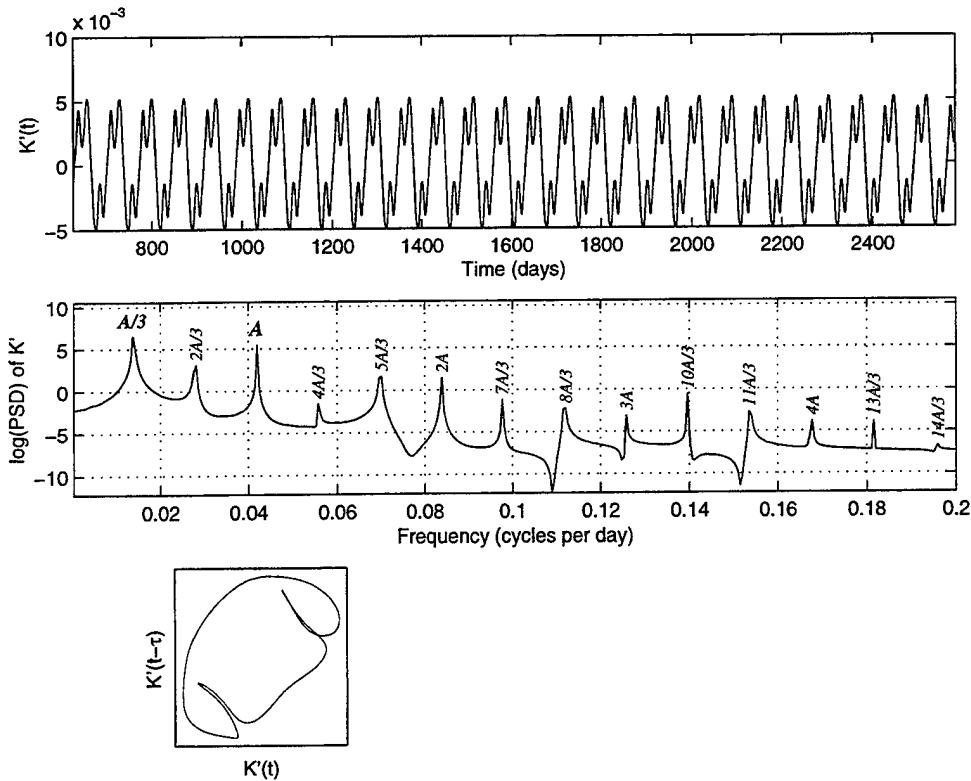 x 10⁻³
10
5
0
−5
K'(t)
800 1000 1200 1400 1600 1800 2000 2200 2400
Time (days)
10
5
0
−5
−10
log(PSD) of K'
A/3 2A/3 A 4A/3 5A/3 2A 7A/3 8A/3 3A 10A/3 11A/3 4A 13A/3 14A/3
0.02 0.04 0.06 0.08 0.1 0.12 0.14 0.16 0.18 0.2
Frequency (cycles per day)
K'(t−τ)
K'(t)